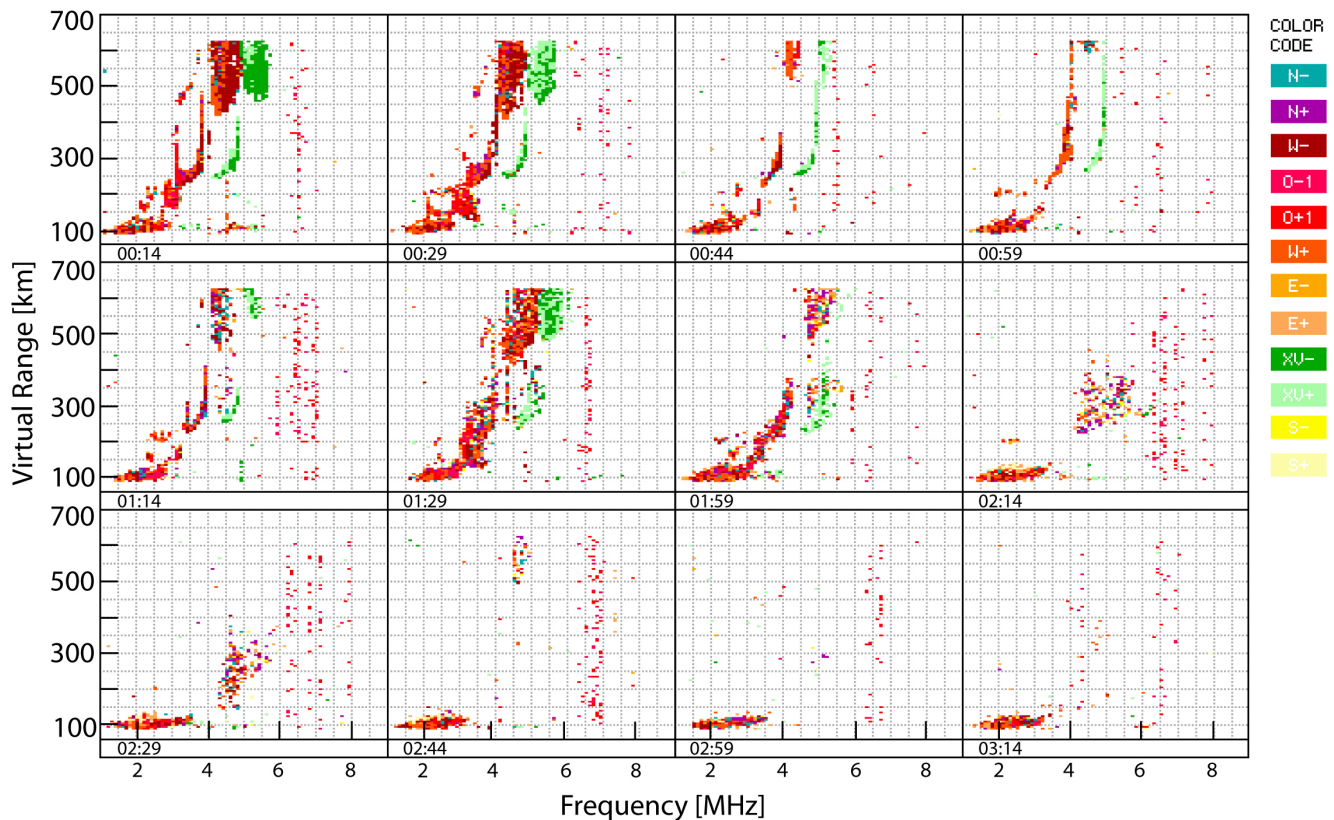 700
500
300
100
00:14
00:29
00:44
00:59
700
500
300
100
01:14
01:29
01:59
02:14
700
500
300
100
02:29
02:44
02:59
03:14
2 4 6 8 2 4 6 8 2 4 6 8 2 4 6 8
Frequency [MHz]
Virtual Range [km]
COLOR
CODE
N-
N+
W-
O-1
O+1
W+
E-
E+
XV-
XV+
S-
S+